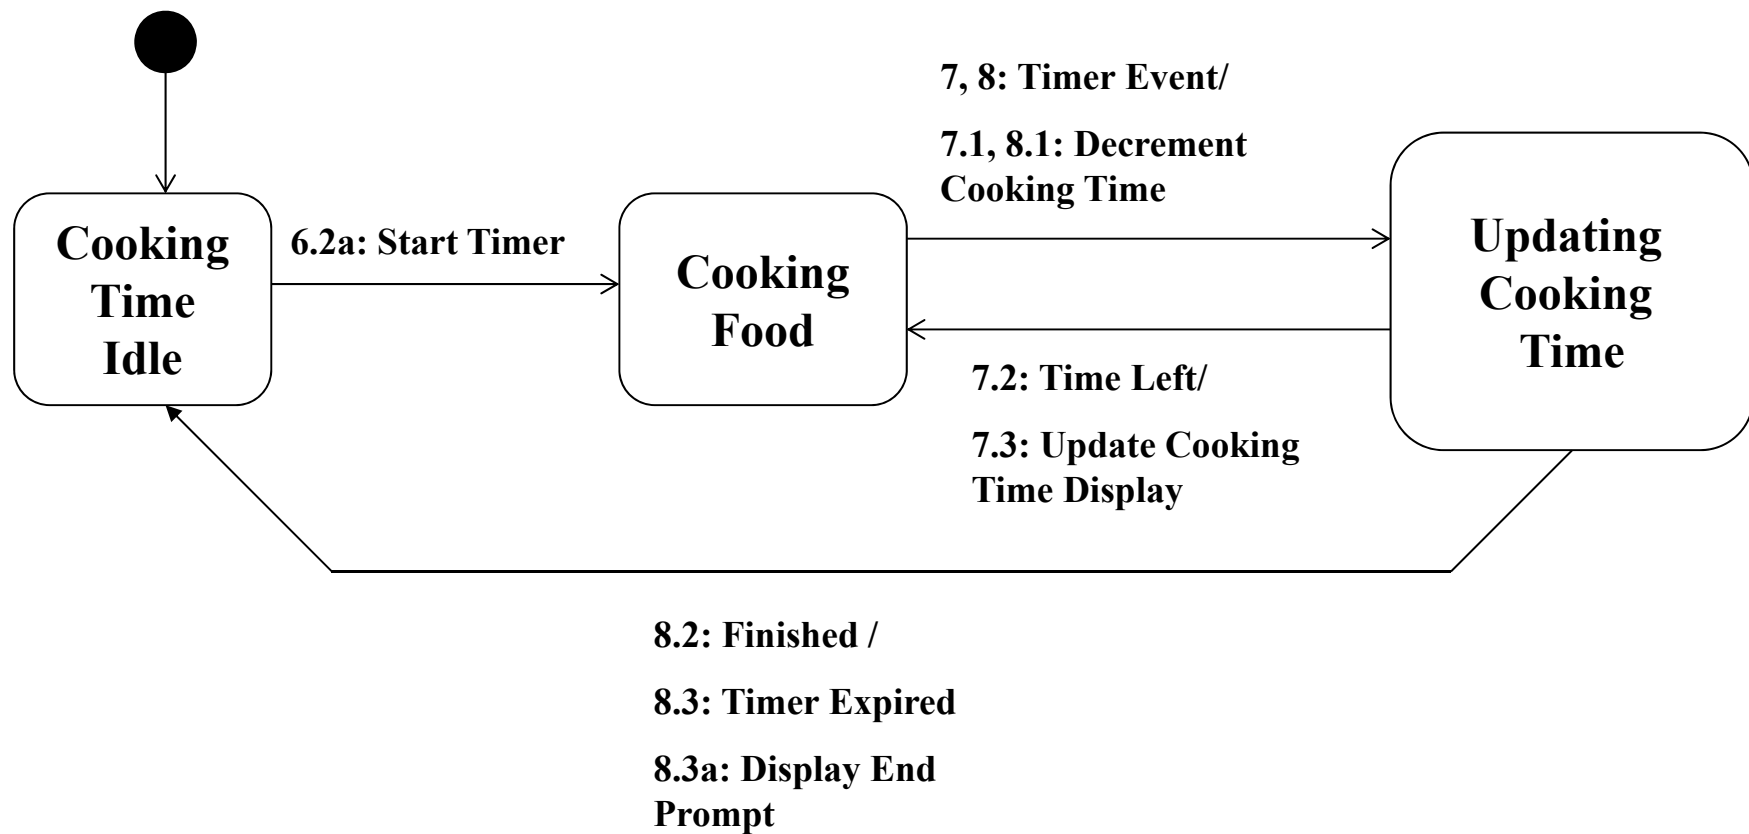 7, 8: Timer Event/
7.1, 8.1: Decrement
Cooking Time
Cooking
Time
Idle
6.2a: Start Timer
Cooking
Food
Updating
Cooking
Time
7.2: Time Left/
7.3: Update Cooking
Time Display
8.2: Finished /
8.3: Timer Expired
8.3a: Display End
Prompt